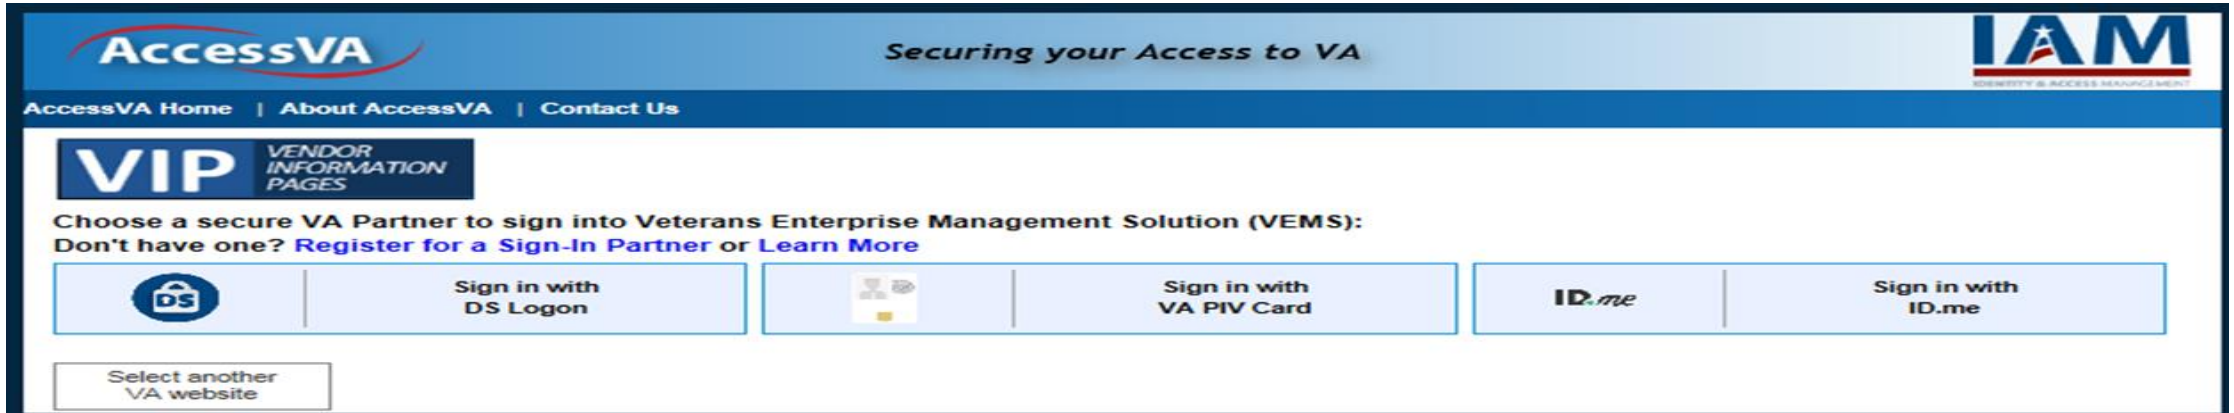 AccessVA
Securing your Access to VA
IAM
IDENTITY & ACCESS MANAGEMENT
AccessVA Home | About AccessVA | Contact Us
VIP
VENDOR
INFORMATION
PAGES
Choose a secure VA Partner to sign into Veterans Enterprise Management Solution (VEMS):
Don't have one? Register for a Sign-In Partner or Learn More
DS
Sign in with
DS Logon
Sign in with
VA PIV Card
ID.me
Sign in with
ID.me
Select another
VA website